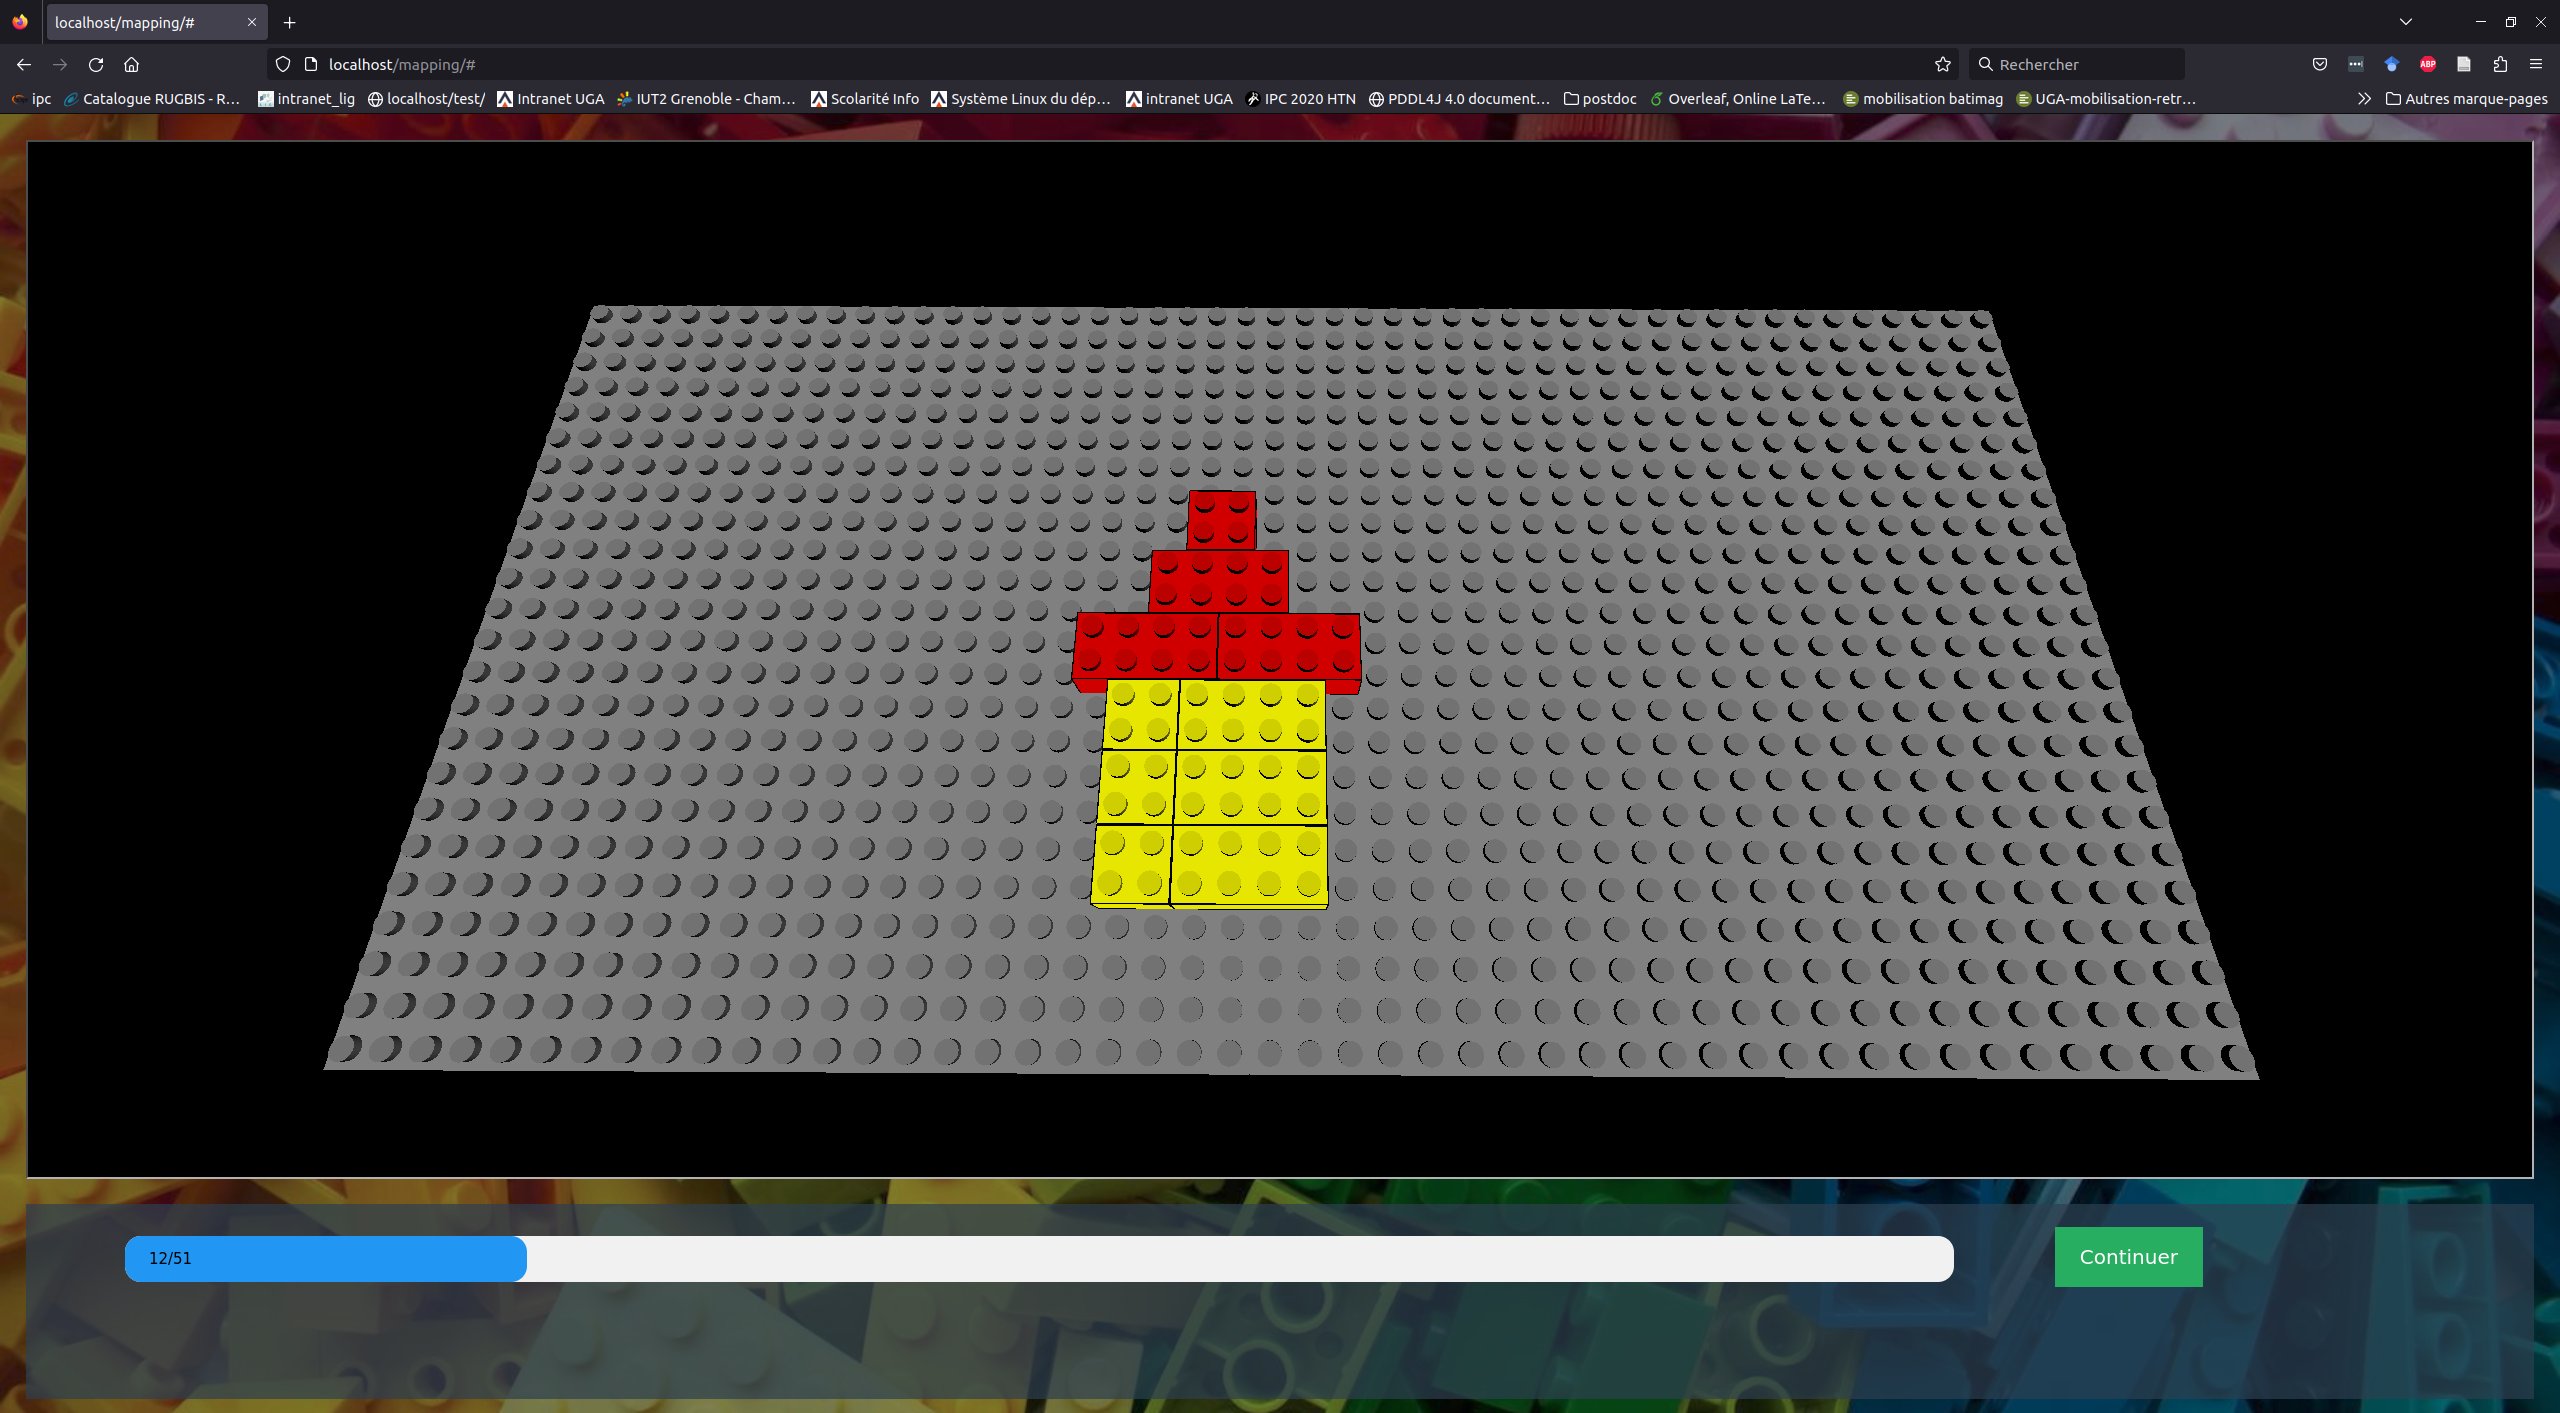 localhost/mapping/#
localhost/mapping/#
Rechercher
ABP
ipc
Catalogue RUGBIS - R…
intranet_lig
localhost/test/
Intranet UGA
IUT2 Grenoble - Cham…
Scolarité Info
Système Linux du dép…
intranet UGA
IPC 2020 HTN
PDDL4J 4.0 document…
postdoc
Overleaf, Online LaTe…
mobilisation batimag
UGA-mobilisation-retr…
Autres marque-pages
12/51
Continuer